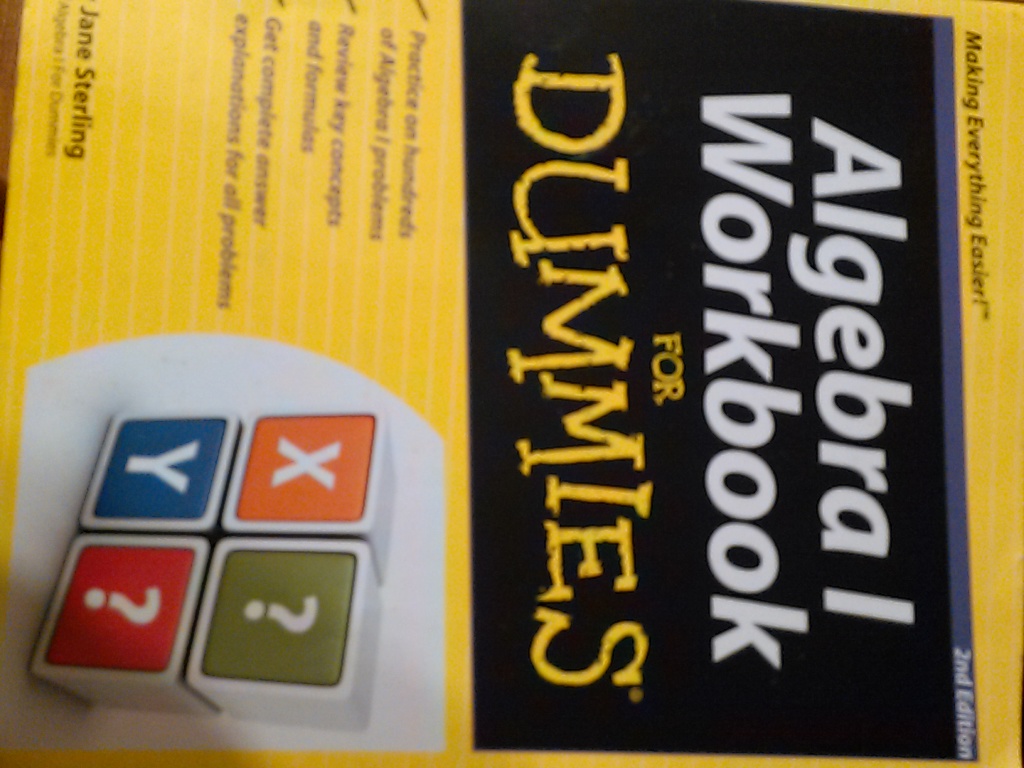 Making Everything Easier!™
2nd Edition
Algebra I
Workbook
FOR
DUMMIES®
✓ Practice on hundreds
of Algebra I problems
✓ Review key concepts
and formulas
✓ Get complete answer
explanations for all problems
Jane Sterling
Algebra I For Dummies
X ?
Y ?